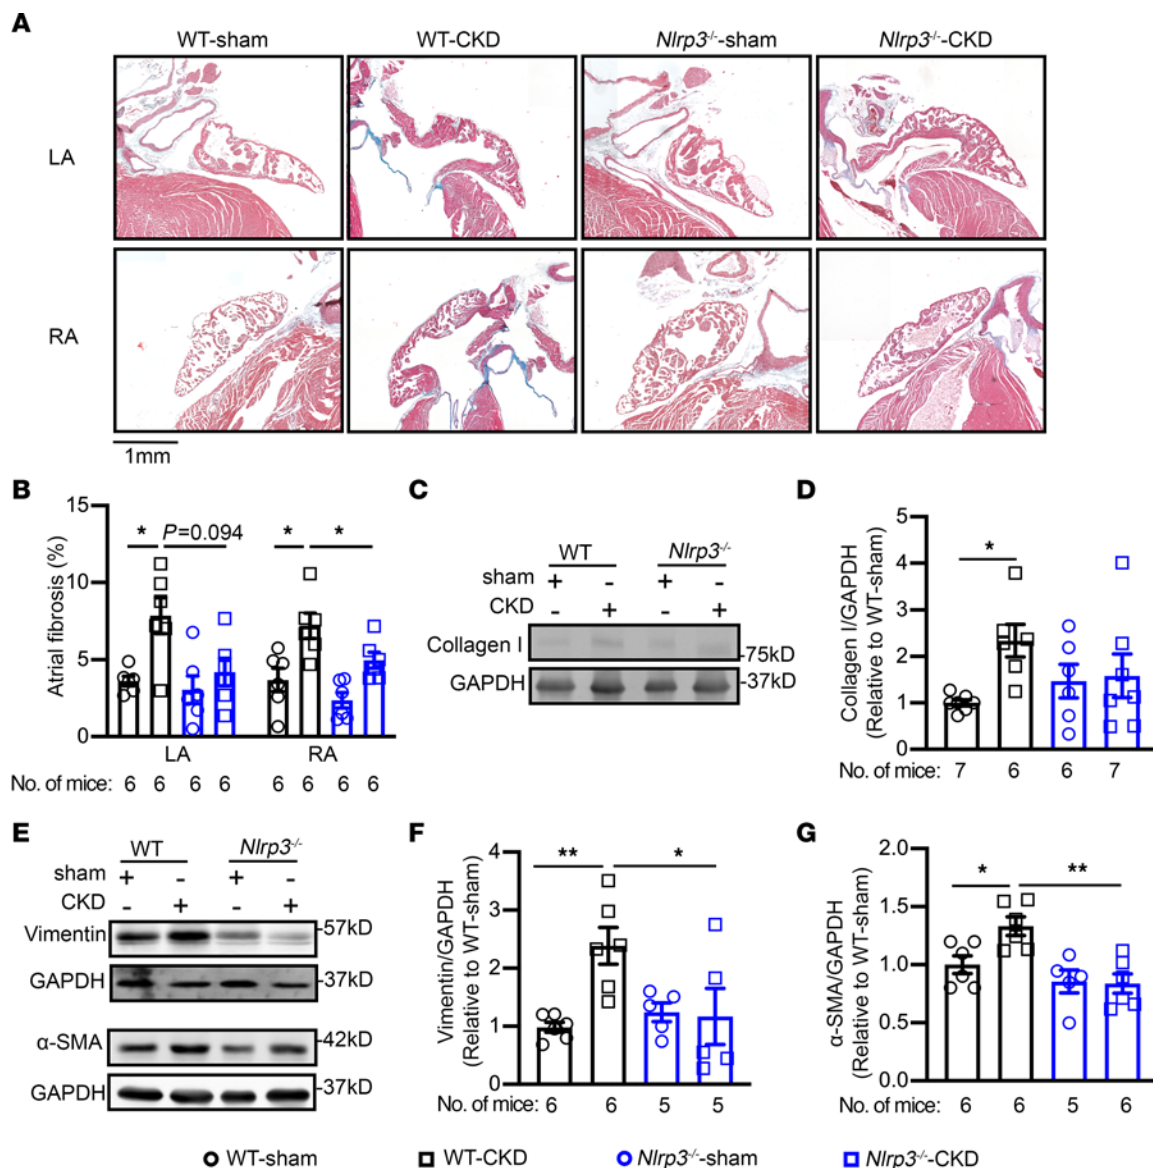 A
WT-sham WT-CKD Nlrp3-/--sham Nlrp3-/--CKD
LA
RA
1mm
B
Atrial fibrosis (%)
15
10
5
0
* P=0.094 * *
LA RA
No. of mice: 6 6 6 6 6 6 6 6
C
WT Nlrp3-/-
sham + - + -
CKD - + - +
Collagen I -75kD
GAPDH -37kD
D
Collagen I/GAPDH
(Relative to WT-sham)
5
4
3
2
1
0
*
No. of mice: 7 6 6 7
E
WT Nlrp3-/-
sham + - + -
CKD - + - +
Vimentin -57kD
GAPDH -37kD
α-SMA -42kD
GAPDH -37kD
F
Vimentin/GAPDH
(Relative to WT-sham)
4
3
2
1
0
** *
No. of mice: 6 6 5 5
G
α-SMA/GAPDH
(Relative to WT-sham)
2.0
1.5
1.0
0.5
0.0
* **
No. of mice: 6 6 5 6
WT-sham WT-CKD Nlrp3-/--sham Nlrp3-/--CKD